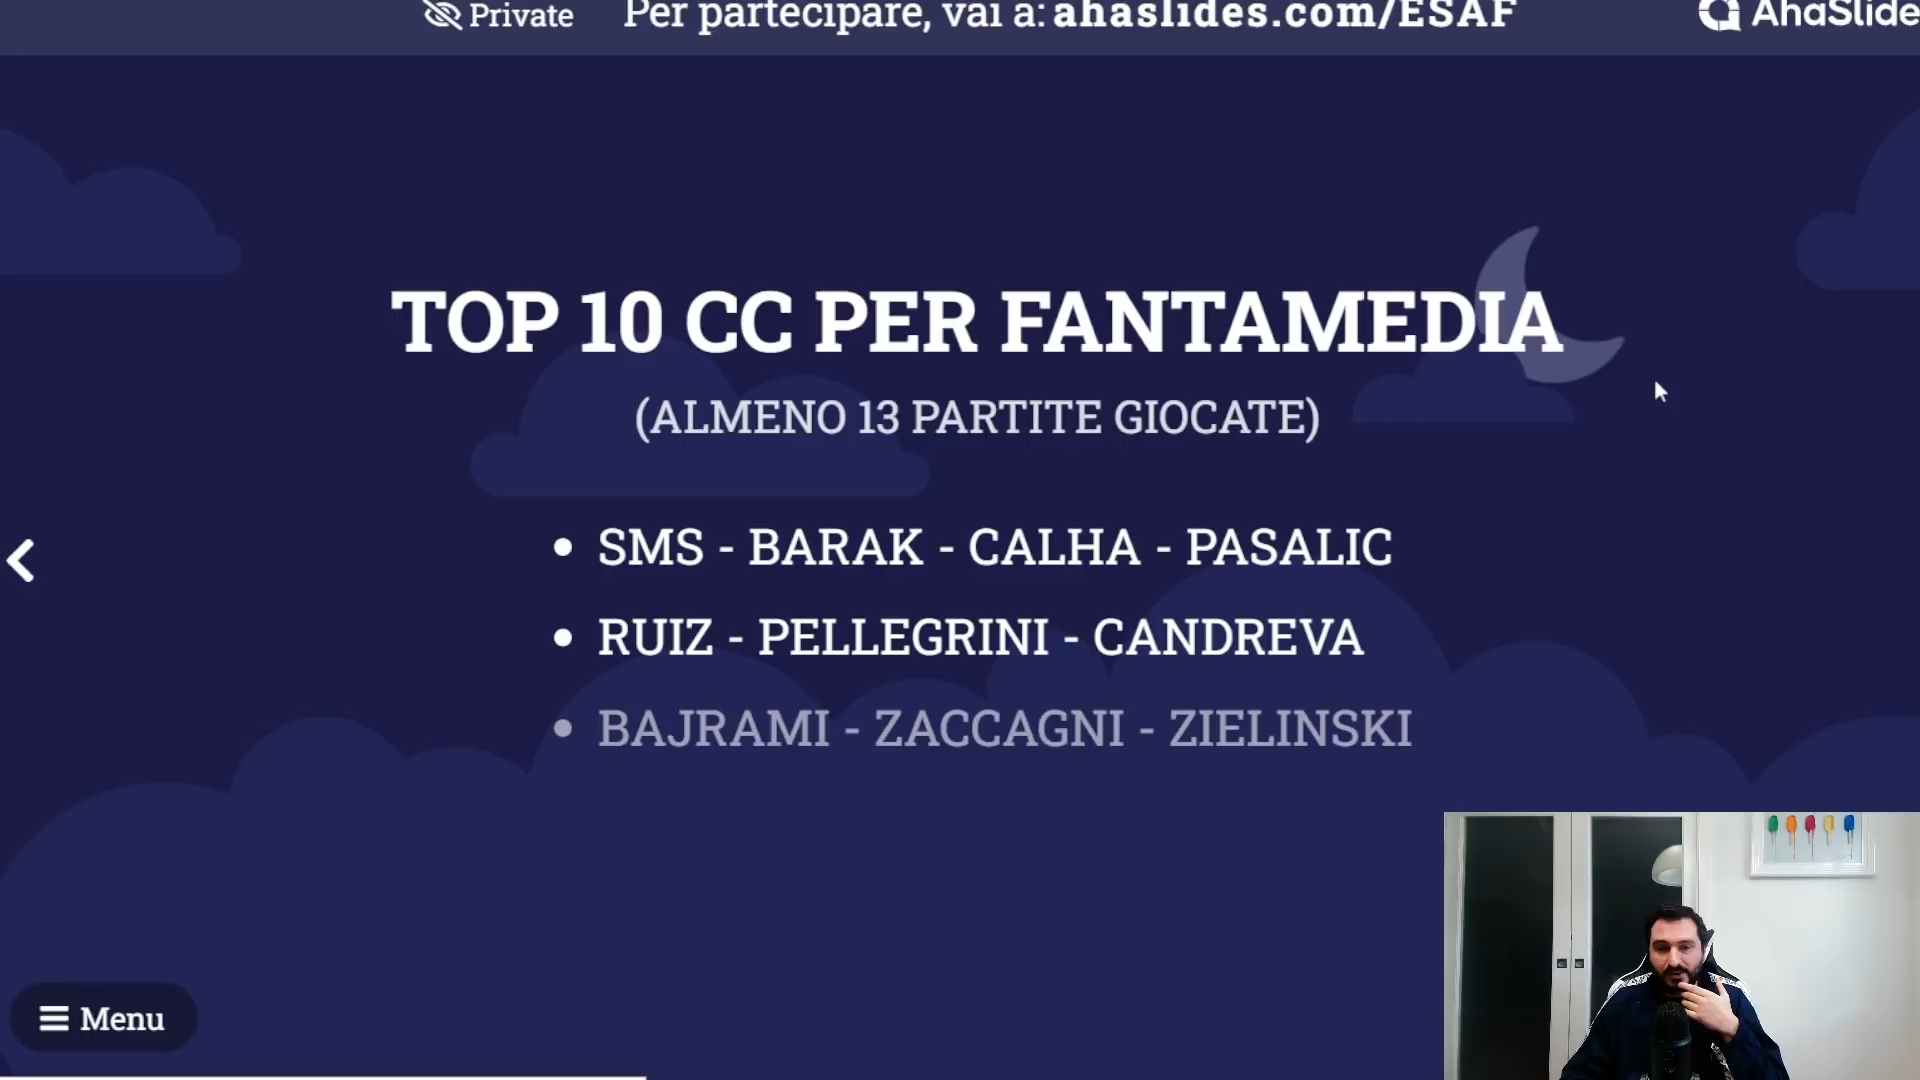 Private Per partecipare, vai a: ahaslides.com/ESAF AhaSlide
TOP 10 CC PER FANTAMEDIA
(ALMENO 13 PARTITE GIOCATE)
• SMS - BARAK - CALHA - PASALIC
• RUIZ - PELLEGRINI - CANDREVA
• BAJRAMI - ZACCAGNI - ZIELINSKI
Menu